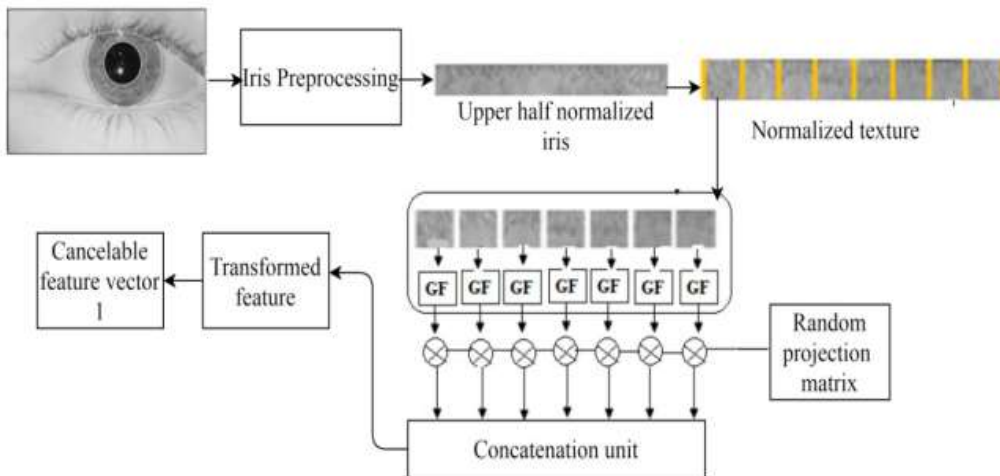 Iris Preprocessing
Upper half normalized
iris
Normalized texture
GF GF GF GF GF GF GF
Cancelable
feature vector
1
Transformed
feature
Random
projection
matrix
Concatenation unit